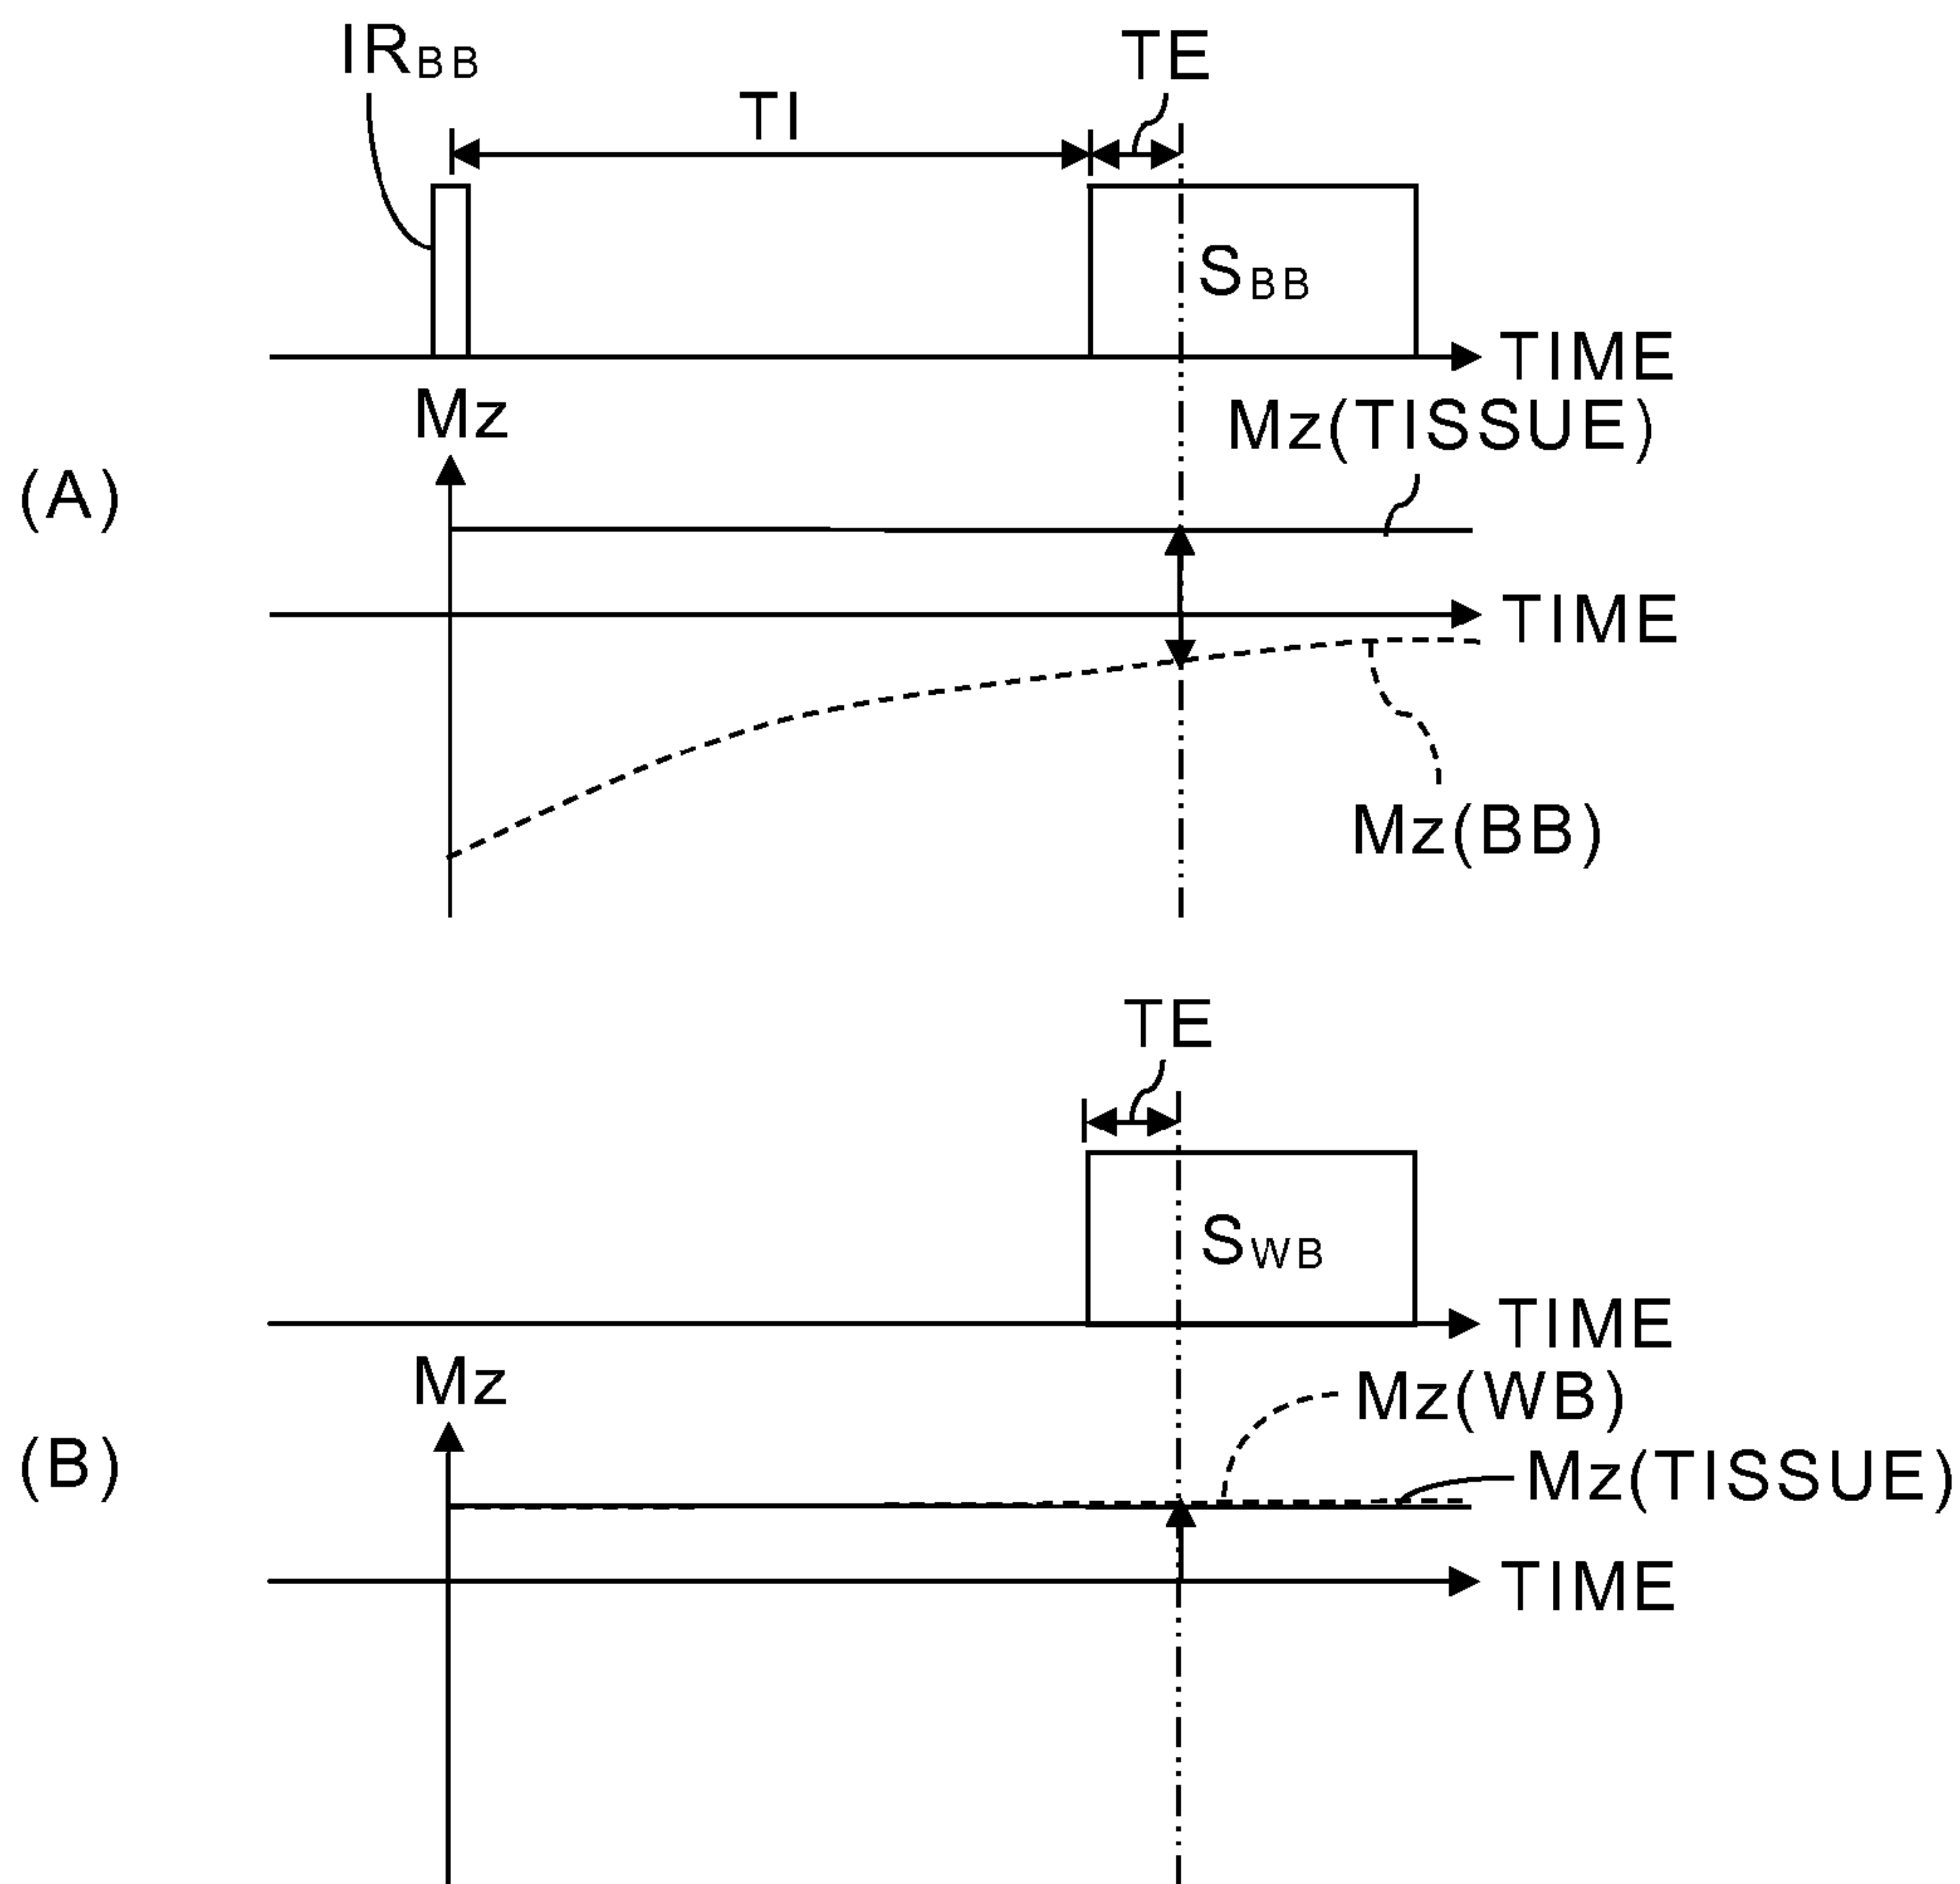 IRBB
TE
TI
SBB
TIME
Mz
Mz(TISSUE)
(A)
TIME
Mz(BB)
TE
SWB
TIME
Mz
Mz(WB)
(B)
Mz(TISSUE)
TIME